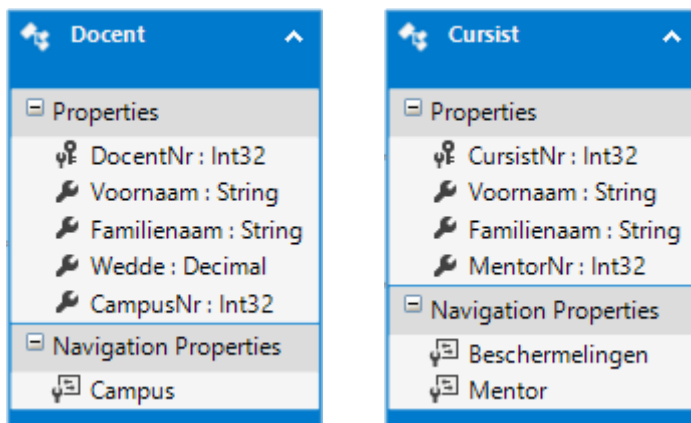 Docent
Properties
DocentNr : Int32
Voornaam : String
Familienaam : String
Wedde : Decimal
CampusNr : Int32
Navigation Properties
Campus
Cursist
Properties
CursistNr : Int32
Voornaam : String
Familienaam : String
MentorNr : Int32
Navigation Properties
Beschermelingen
Mentor